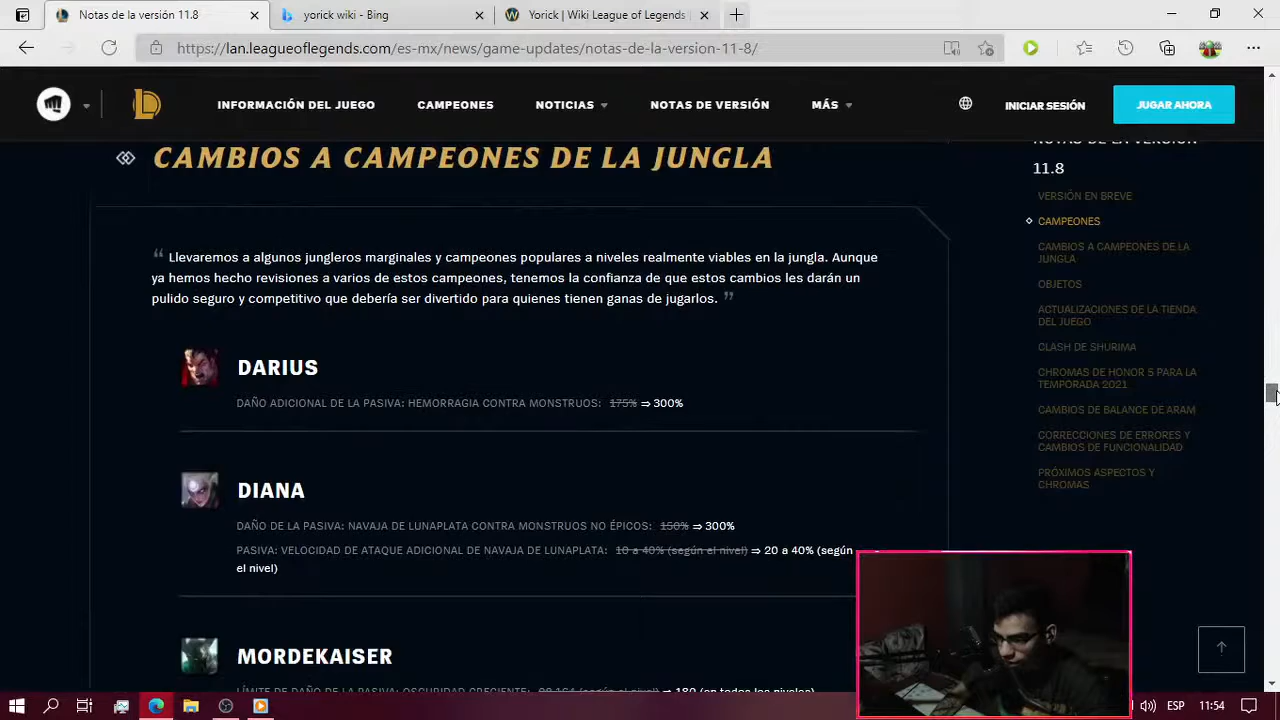 Notas de la versión 11.8
yorick wiki - Bing
Yorick | Wiki League of Legends
https://lan.leagueoflegends.com/es-mx/news/game-updates/notas-de-la-version-11-8/
INFORMACIÓN DEL JUEGO
CAMPEONES
NOTICIAS
NOTAS DE VERSIÓN
MÁS
INICIAR SESIÓN
JUGAR AHORA
CAMBIOS A CAMPEONES DE LA JUNGLA
“ Llevaremos a algunos jungleros marginales y campeones populares a niveles realmente viables en la jungla. Aunque
ya hemos hecho revisiones a varios de estos campeones, tenemos la confianza de que estos cambios les darán un
pulido seguro y competitivo que debería ser divertido para quienes tienen ganas de jugarlos. ”
DARIUS
DAÑO ADICIONAL DE LA PASIVA: HEMORRAGIA CONTRA MONSTRUOS: 175% ⇒ 300%
DIANA
DAÑO DE LA PASIVA: NAVAJA DE LUNAPLATA CONTRA MONSTRUOS NO ÉPICOS: 150% ⇒ 300%
PASIVA: VELOCIDAD DE ATAQUE ADICIONAL DE NAVAJA DE LUNAPLATA: 10 a 40% (según el nivel) ⇒ 20 a 40% (según
el nivel)
MORDEKAISER
LÍMITE DE DAÑO DE LA PASIVA: OSCURIDAD CRECIENTE: (según el nivel) ⇒ 180 (en todos los niveles)
NOTAS DE LA VERSIÓN
11.8
VERSIÓN EN BREVE
CAMPEONES
CAMBIOS A CAMPEONES DE LA
JUNGLA
OBJETOS
ACTUALIZACIONES DE LA TIENDA
DEL JUEGO
CLASH DE SHURIMA
CHROMAS DE HONOR 5 PARA LA
TEMPORADA 2021
CAMBIOS DE BALANCE DE ARAM
CORRECCIONES DE ERRORES Y
CAMBIOS DE FUNCIONALIDAD
PRÓXIMOS ASPECTOS Y
CHROMAS
ESP
11:54